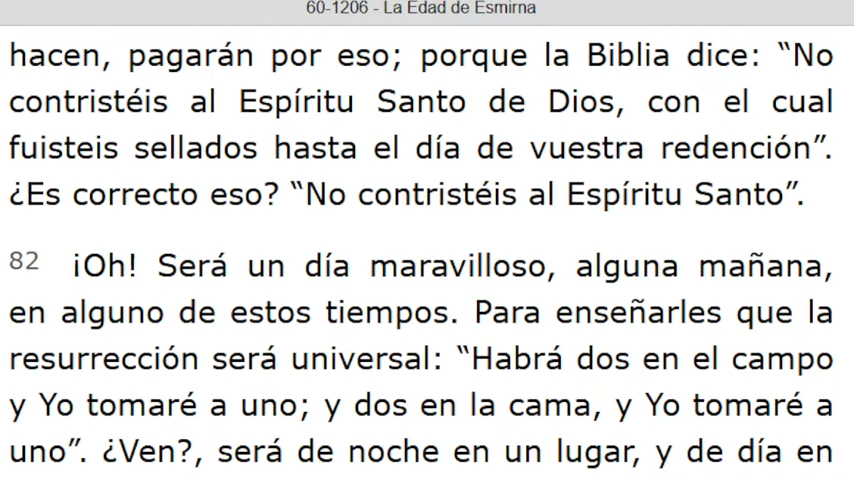 60-1206 - La Edad de Esmirna
hacen, pagarán por eso; porque la Biblia dice: “No
contristéis al Espíritu Santo de Dios, con el cual
fuisteis sellados hasta el día de vuestra redención”.
¿Es correcto eso? “No contristéis al Espíritu Santo”.
82 ¡Oh! Será un día maravilloso, alguna mañana,
en alguno de estos tiempos. Para enseñarles que la
resurrección será universal: “Habrá dos en el campo
y Yo tomaré a uno; y dos en la cama, y Yo tomaré a
uno”. ¿Ven?, será de noche en un lugar, y de día en